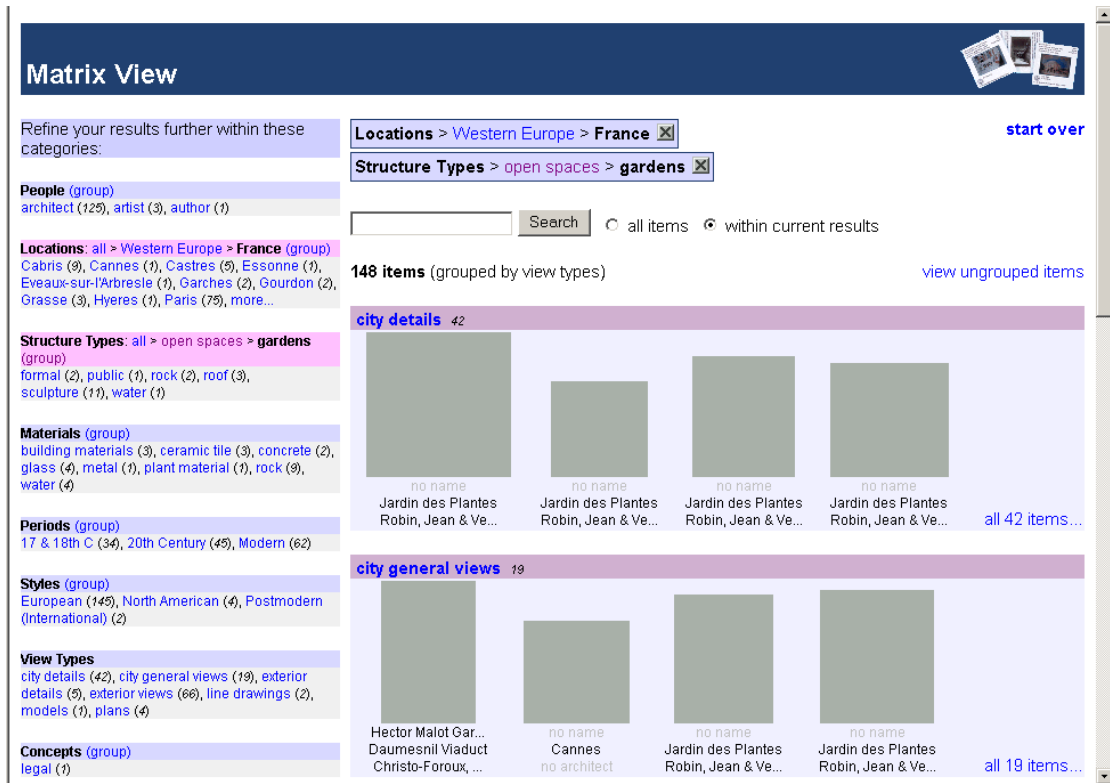 Matrix View
Refine your results further within these
categories:
People (group)
architect (125), artist (3), author (1)
Locations: all > Western Europe > France (group)
Cabris (9), Cannes (1), Castres (5), Essonne (1),
Eveaux-sur-l'Arbresle (1), Garches (2), Gourdon (2),
Grasse (3), Hyeres (1), Paris (75), more...
Structure Types: all > open spaces > gardens
(group)
formal (2), public (1), rock (2), roof (3),
sculpture (11), water (1)
Materials (group)
building materials (3), ceramic tile (3), concrete (2),
glass (4), metal (1), plant material (1), rock (9),
water (4)
Periods (group)
17 & 18th C (34), 20th Century (45), Modern (62)
Styles (group)
European (145), North American (4), Postmodern
(International) (2)
View Types
city details (42), city general views (19), exterior
details (5), exterior views (66), line drawings (2),
models (1), plans (4)
Concepts (group)
legal (1)
Locations > Western Europe > France
start over
Structure Types > open spaces > gardens
Search all items within current results
148 items (grouped by view types)
view ungrouped items
city details 42
no name no name no name no name
Jardin des Plantes Jardin des Plantes Jardin des Plantes Jardin des Plantes
Robin, Jean & Ve... Robin, Jean & Ve... Robin, Jean & Ve... Robin, Jean & Ve... all 42 items...
city general views 19
Hector Malot Gar... no name no name no name
Daumesnil Viaduct Cannes Jardin des Plantes Jardin des Plantes
Christo-Foroux, ... no architect Robin, Jean & Ve... Robin, Jean & Ve... all 19 items...